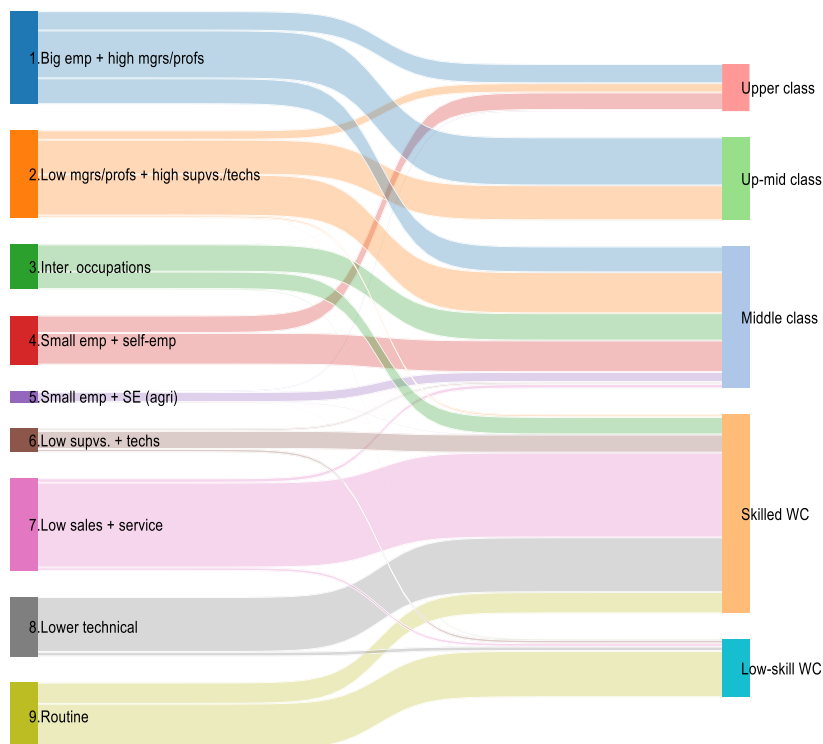 1.Big emp + high mgrs/profs
2.Low mgrs/profs + high supvs./techs
3.Inter. occupations
4.Small emp + self-emp
5.Small emp + SE (agri)
6.Low supvs. + techs
7.Low sales + service
8.Lower technical
9.Routine
Upper class
Up-mid class
Middle class
Skilled WC
Low-skill WC